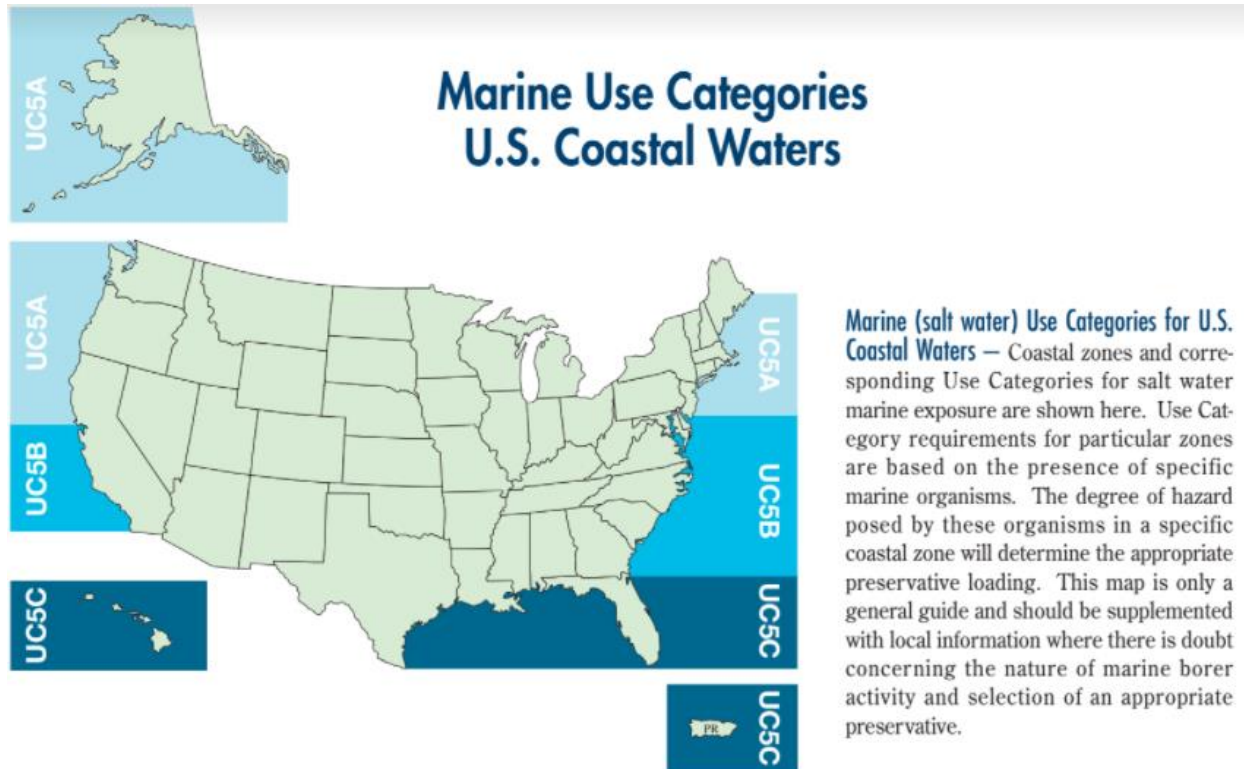 UC5A
Marine Use Categories
U.S. Coastal Waters
UC5A
UC5B
UC5C
UC5A
UC5B
UC5C
UC5C
PR
Marine (salt water) Use Categories for U.S.
Coastal Waters — Coastal zones and corre-
sponding Use Categories for salt water
marine exposure are shown here. Use Cat-
egory requirements for particular zones
are based on the presence of specific
marine organisms. The degree of hazard
posed by these organisms in a specific
coastal zone will determine the appropriate
preservative loading. This map is only a
general guide and should be supplemented
with local information where there is doubt
concerning the nature of marine borer
activity and selection of an appropriate
preservative.